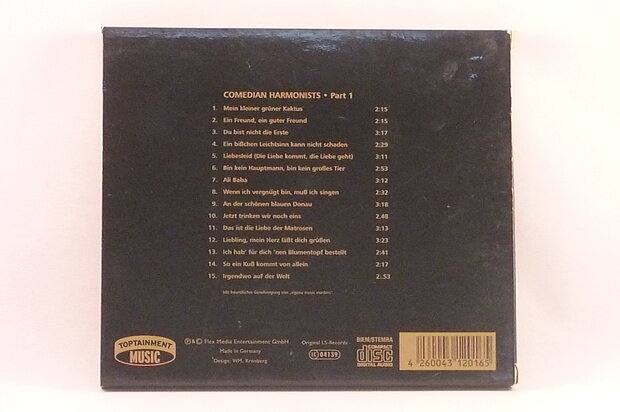 COMEDIAN HARMONISTS • Part 1
1. Mein kleiner grüner Kaktus 2:15
2. Ein Freund, ein guter Freund 2:15
3. Du bist nicht die Erste 3:17
4. Ein bißchen Leichtsinn kann nicht schaden 2:29
5. Liebesleid (Die Liebe kommt, die Liebe geht) 3:11
6. Bin kein Hauptmann, bin kein großes Tier 2:53
7. Ali Baba 3:12
8. Wenn ich vergnügt bin, muß ich singen 2:32
9. An der schönen blauen Donau 3:18
10. Jetzt trinken wir noch eins 2.48
11. Das ist die Liebe der Matrosen 3:13
12. Liebling, mein Herz läßt dich grüßen 3:23
13. Ich hab' für dich 'nen Blumentopf bestellt 2:41
14. So ein Kuß kommt von allein 2:17
15. Irgendwo auf der Welt 2:.53
Mit freundlicher Genehmigung von
TOPTAINMENT
MUSIC
℗&© Flex Media Entertainment GmbH
Made in Germany
Design: WM, Kronberg
Original LS-Records
LC 04139
BIEM/STEMRA
COMPACT
disc
DIGITAL AUDIO
4 260043 120165